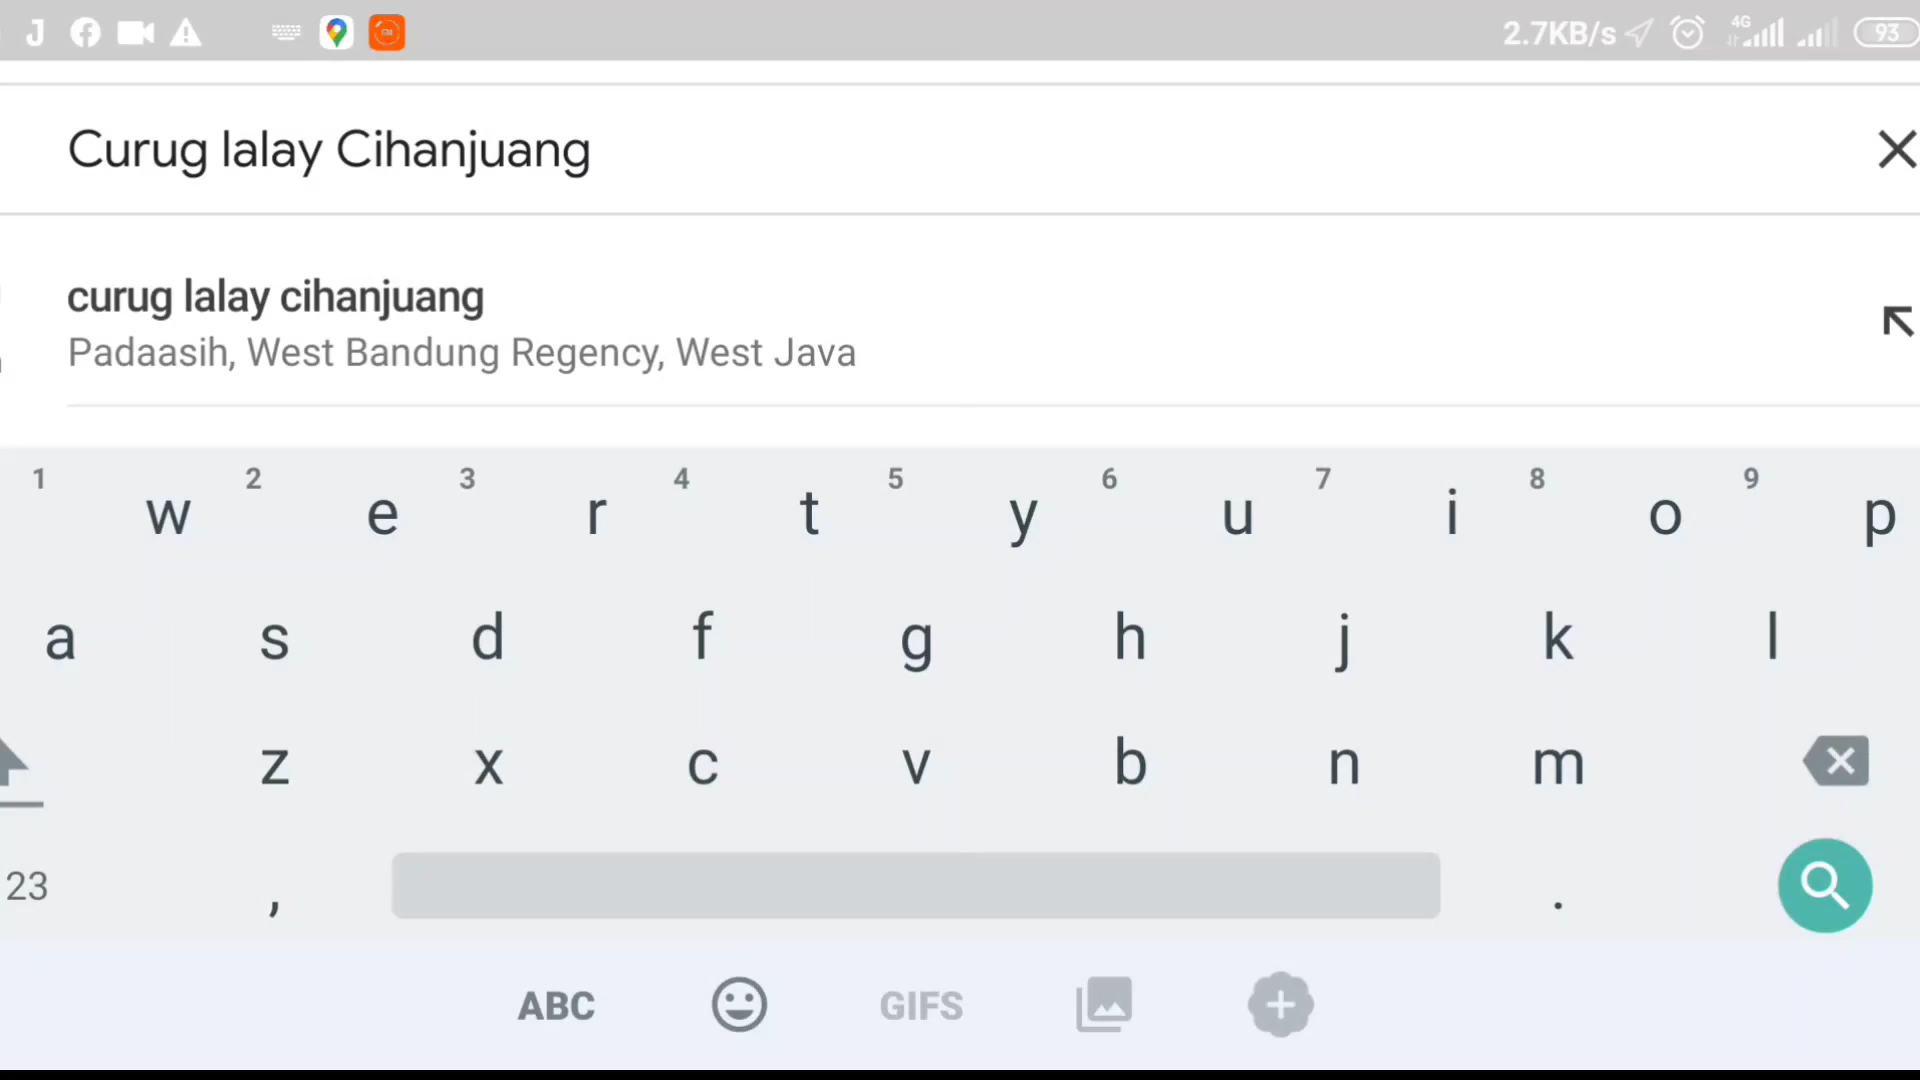 J 2.7KB/s 4G 93
Curug lalay Cihanjuang
curug lalay cihanjuang
Padaasih, West Bandung Regency, West Java
1 2 3 4 5 6 7 8 9
w e r t y u i o p
a s d f g h j k l
z x c v b n m
23 , .
ABC GIFS